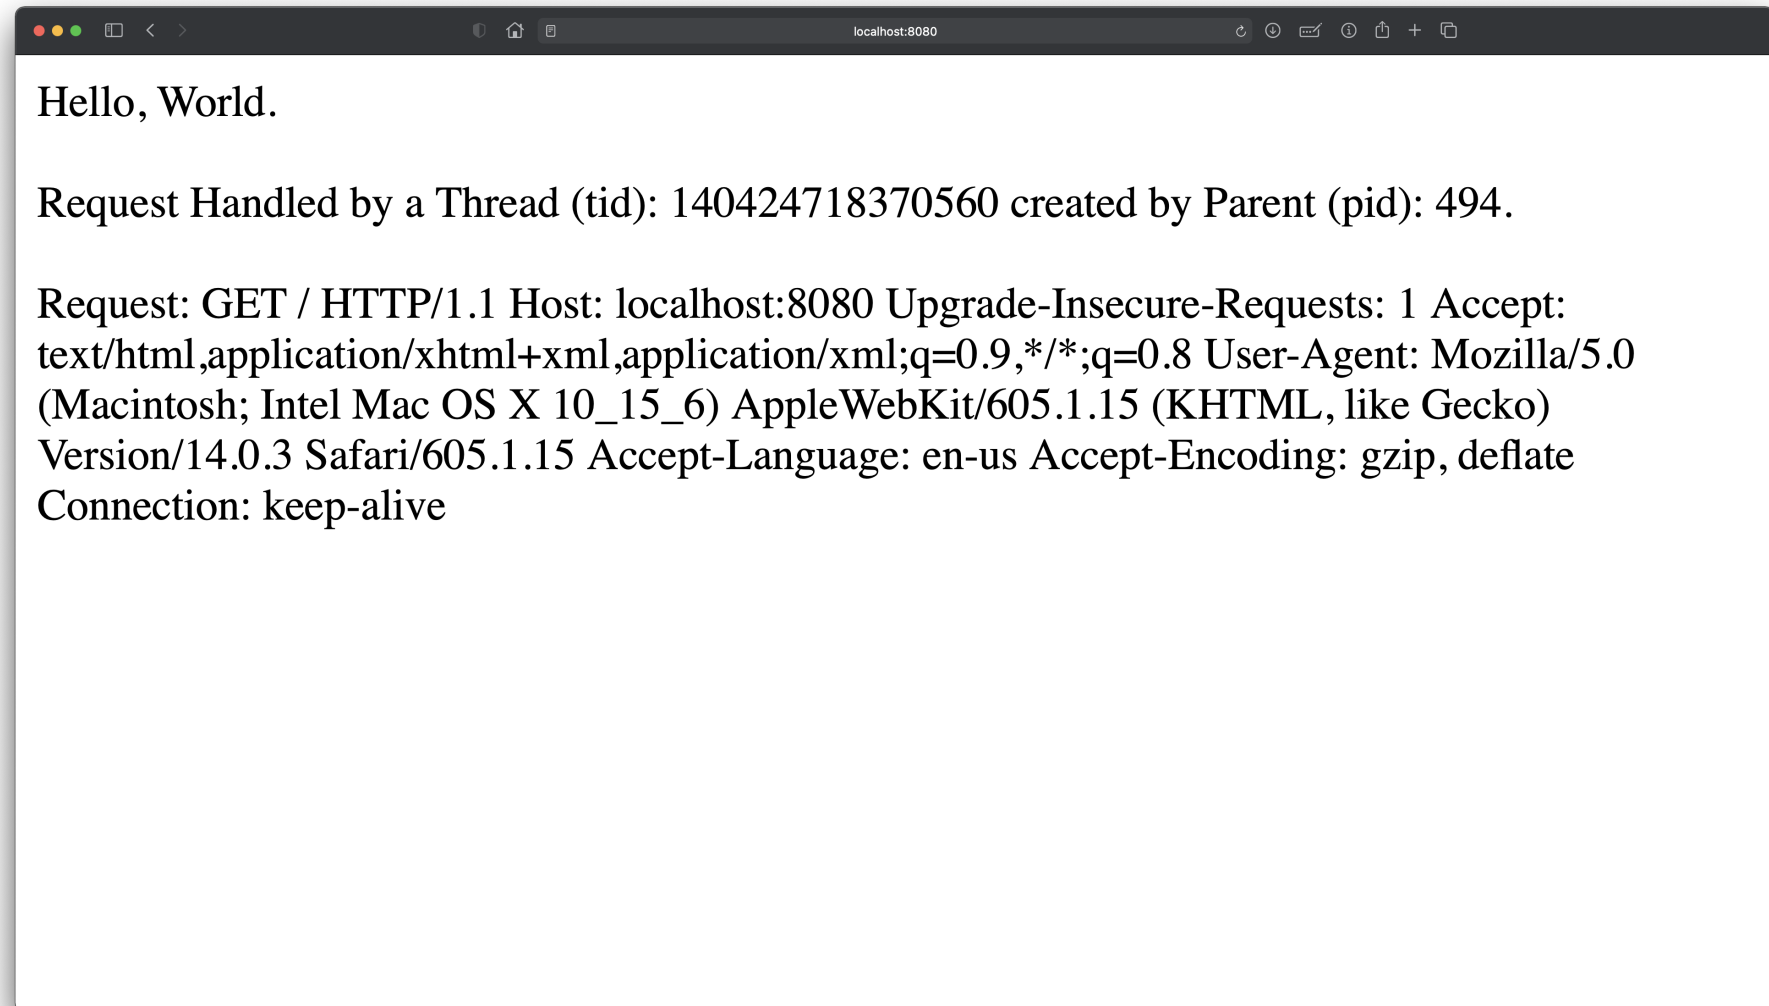 localhost:8080
Hello, World.
Request Handled by a Thread (tid): 140424718370560 created by Parent (pid): 494.
Request: GET / HTTP/1.1 Host: localhost:8080 Upgrade-Insecure-Requests: 1 Accept:
text/html,application/xhtml+xml,application/xml;q=0.9,*/*;q=0.8 User-Agent: Mozilla/5.0
(Macintosh; Intel Mac OS X 10_15_6) AppleWebKit/605.1.15 (KHTML, like Gecko)
Version/14.0.3 Safari/605.1.15 Accept-Language: en-us Accept-Encoding: gzip, deflate
Connection: keep-alive